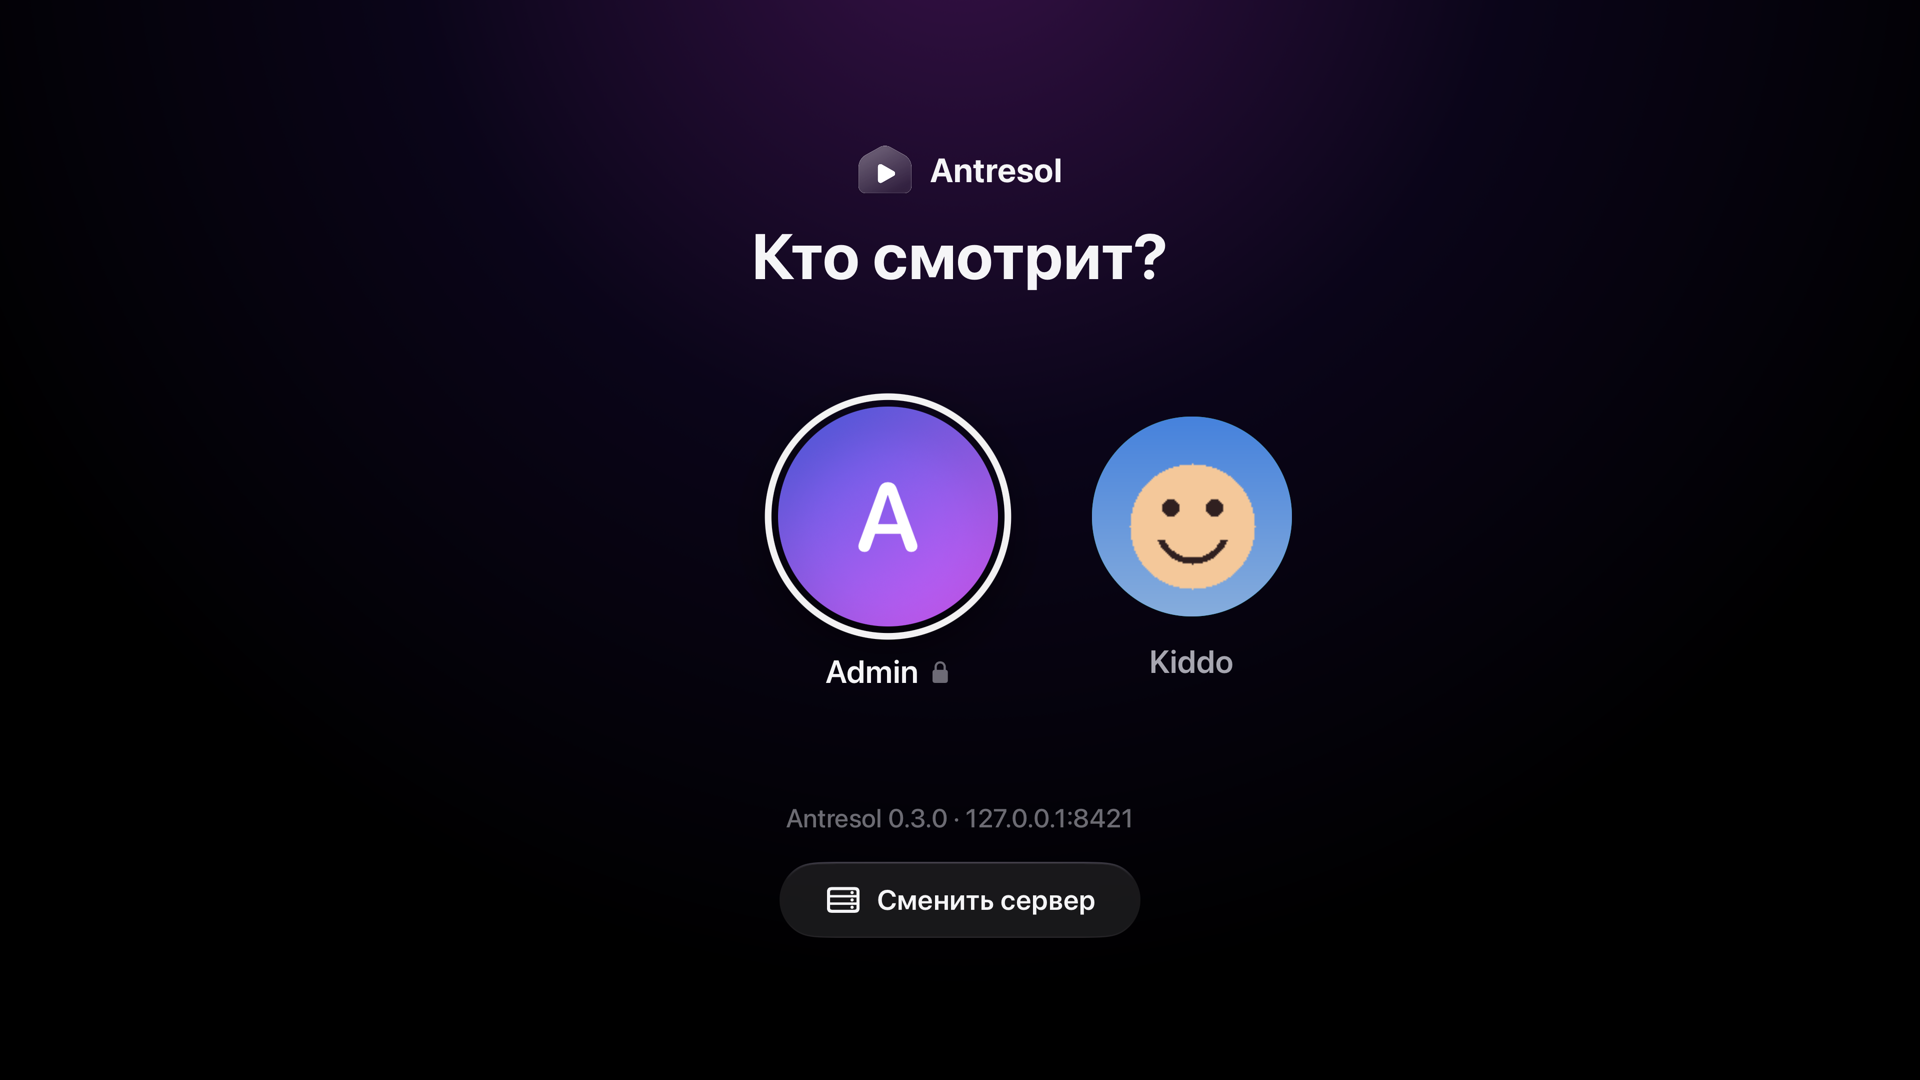 Antresol
Кто смотрит?
A
Admin
Kiddo
Antresol 0.3.0 · 127.0.0.1:8421
Сменить сервер